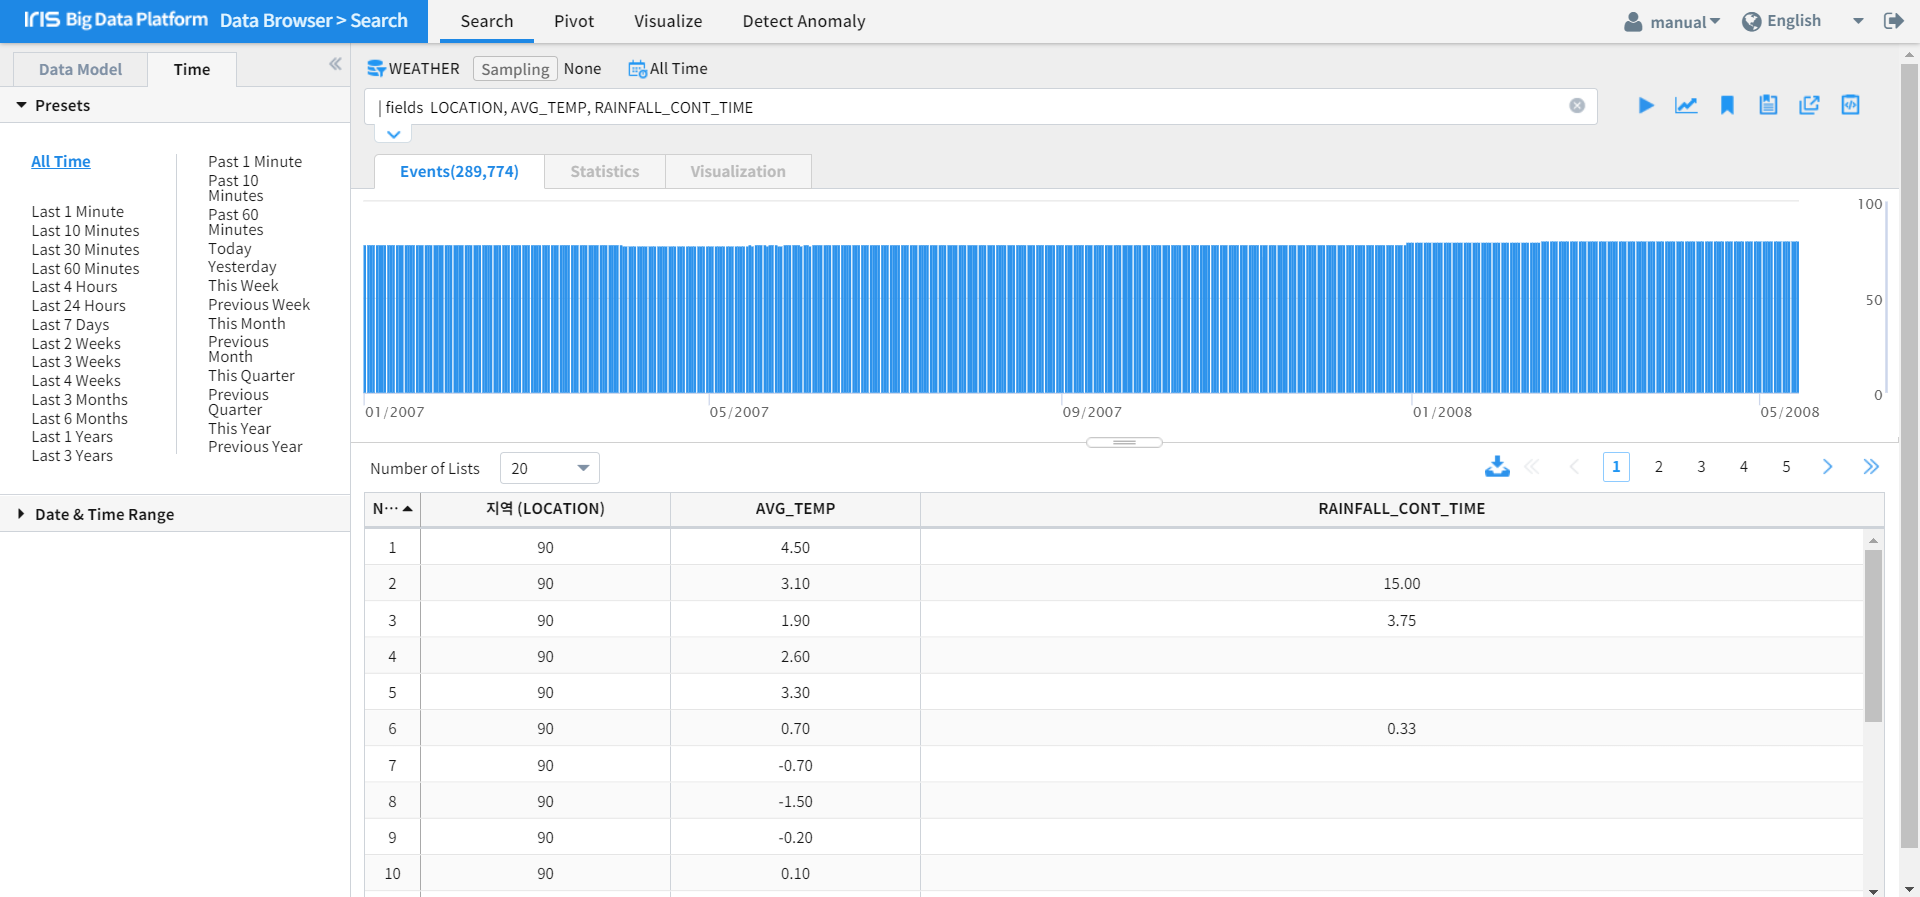 IRIS Big Data Platform Data Browser > Search
Search Pivot Visualize Detect Anomaly
manual English
Data Model Time
WEATHER Sampling None All Time
Presets
| fields LOCATION, AVG_TEMP, RAINFALL_CONT_TIME
All Time
Last 1 Minute
Last 10 Minutes
Last 30 Minutes
Last 60 Minutes
Last 4 Hours
Last 24 Hours
Last 7 Days
Last 2 Weeks
Last 3 Weeks
Last 4 Weeks
Last 3 Months
Last 6 Months
Last 1 Years
Last 3 Years
Past 1 Minute
Past 10
Minutes
Past 60
Minutes
Today
Yesterday
This Week
Previous Week
This Month
Previous
Month
This Quarter
Previous
Quarter
This Year
Previous Year
Date & Time Range
Events(289,774) Statistics Visualization
100
50
0
01/2007 05/2007 09/2007 01/2008 05/2008
Number of Lists 20
1 2 3 4 5
N··· 지역 (LOCATION) AVG_TEMP RAINFALL_CONT_TIME
1 90 4.50
2 90 3.10 15.00
3 90 1.90 3.75
4 90 2.60
5 90 3.30
6 90 0.70 0.33
7 90 -0.70
8 90 -1.50
9 90 -0.20
10 90 0.10